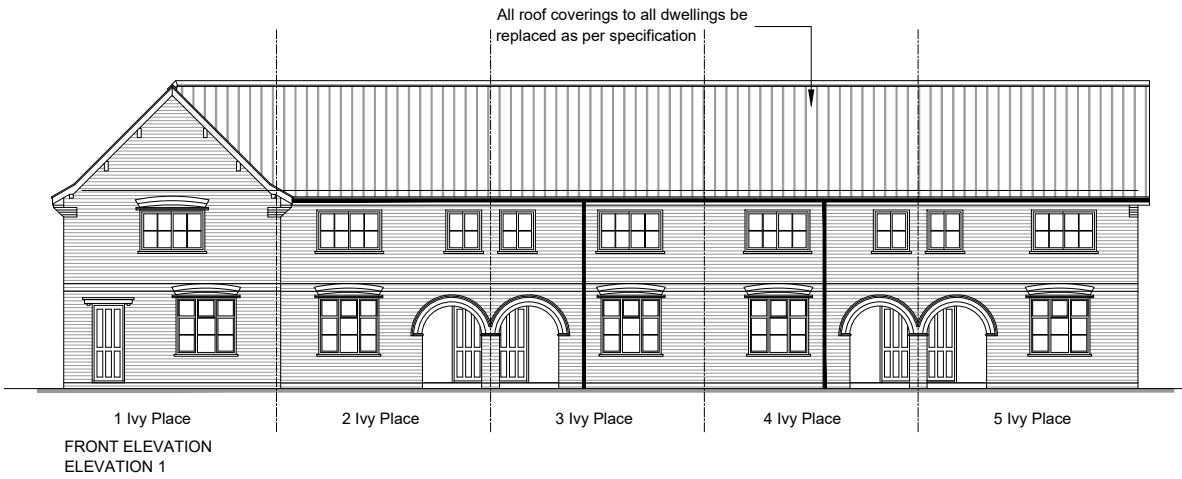 All roof coverings to all dwellings be
replaced as per specification
1 Ivy Place
2 Ivy Place
3 Ivy Place
4 Ivy Place
5 Ivy Place
FRONT ELEVATION
ELEVATION 1